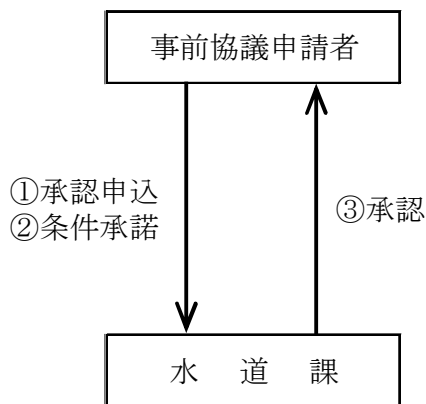 事前協議申請者
①承認申込
②条件承諾
③承認
水　道　課